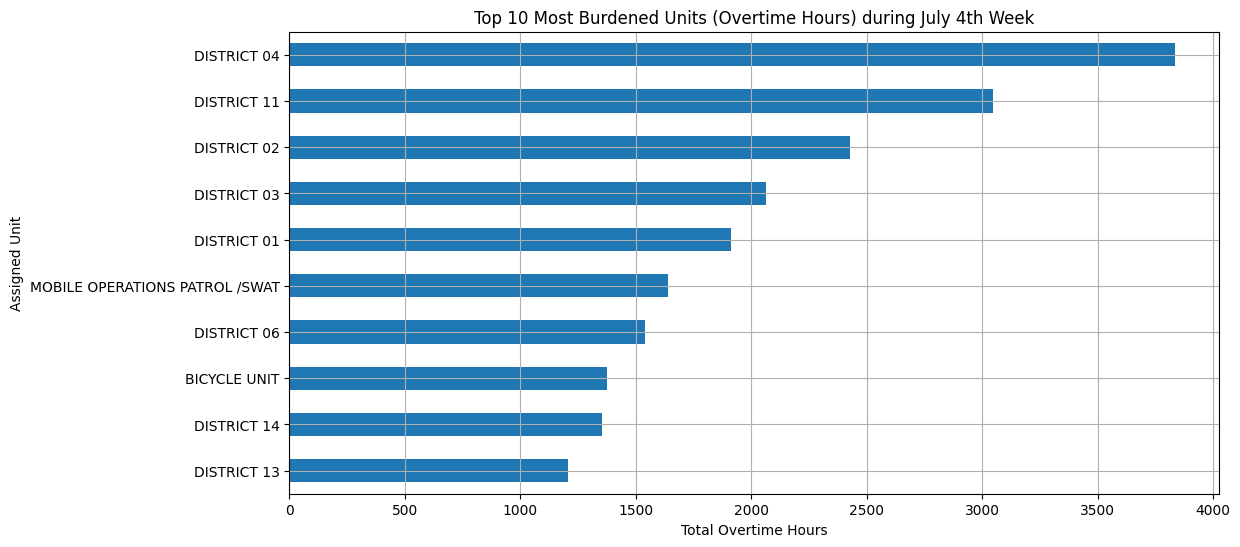 Top 10 Most Burdened Units (Overtime Hours) during July 4th Week
DISTRICT 04
DISTRICT 11
DISTRICT 02
DISTRICT 03
DISTRICT 01
MOBILE OPERATIONS PATROL /SWAT
DISTRICT 06
BICYCLE UNIT
DISTRICT 14
DISTRICT 13
Assigned Unit
0 500 1000 1500 2000 2500 3000 3500 4000
Total Overtime Hours